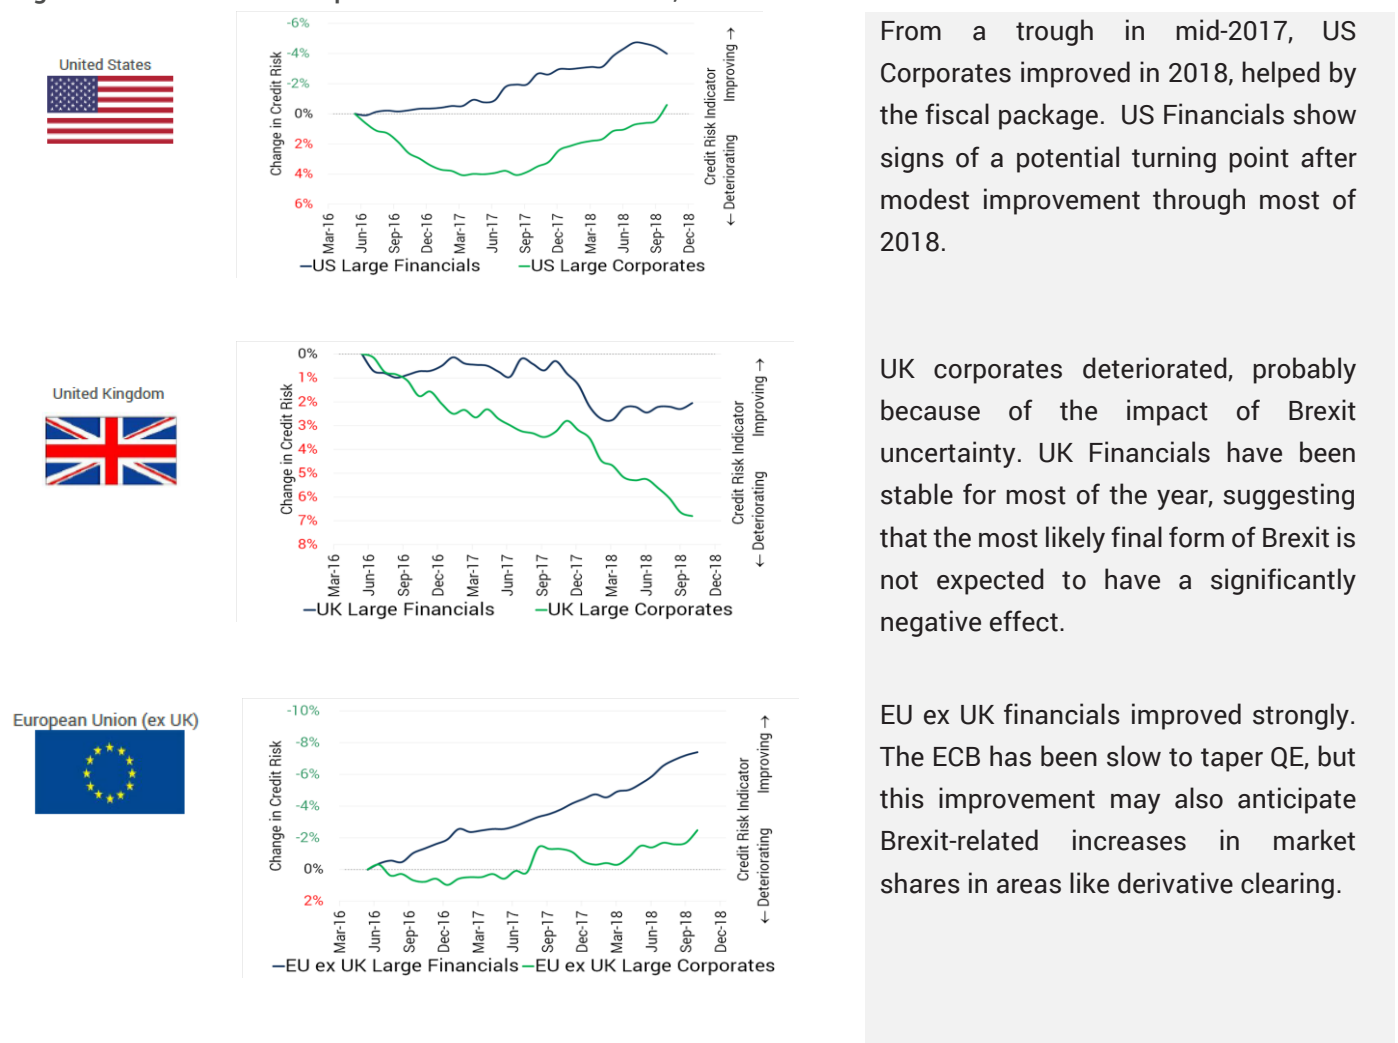 United States
-6%
-4%
-2%
0%
2%
4%
6%
Change in Credit Risk
Mar-16
Jun-16
Sep-16
Dec-16
Mar-17
Jun-17
Sep-17
Dec-17
Mar-18
Jun-18
Sep-18
Dec-18
Credit Risk Indicator
← Deteriorating Improving →
US Large Financials US Large Corporates
From a trough in mid-2017, US
Corporates improved in 2018, helped by
the fiscal package. US Financials show
signs of a potential turning point after
modest improvement through most of
2018.
United Kingdom
0%
1%
2%
3%
4%
5%
6%
7%
8%
Change in Credit Risk
Mar-16
Jun-16
Sep-16
Dec-16
Mar-17
Jun-17
Sep-17
Dec-17
Mar-18
Jun-18
Sep-18
Dec-18
Credit Risk Indicator
← Deteriorating Improving →
UK Large Financials UK Large Corporates
UK corporates deteriorated, probably
because of the impact of Brexit
uncertainty. UK Financials have been
stable for most of the year, suggesting
that the most likely final form of Brexit is
not expected to have a significantly
negative effect.
European Union (ex UK)
-10%
-8%
-6%
-4%
-2%
0%
2%
Change in Credit Risk
Mar-16
Jun-16
Sep-16
Dec-16
Mar-17
Jun-17
Sep-17
Dec-17
Mar-18
Jun-18
Sep-18
Dec-18
Credit Risk Indicator
← Deteriorating Improving →
EU ex UK Large Financials EU ex UK Large Corporates
EU ex UK financials improved strongly.
The ECB has been slow to taper QE, but
this improvement may also anticipate
Brexit-related increases in market
shares in areas like derivative clearing.